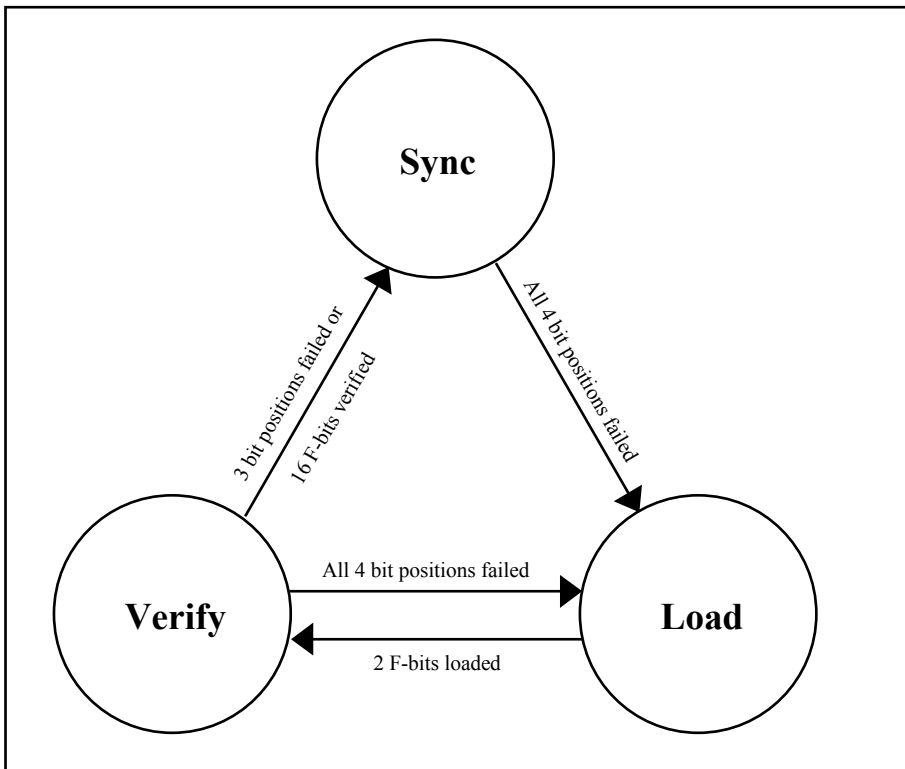 Sync
3 bit positions failed or
16 F-bits verified
All 4 bit positions failed
Verify
All 4 bit positions failed
2 F-bits loaded
Load